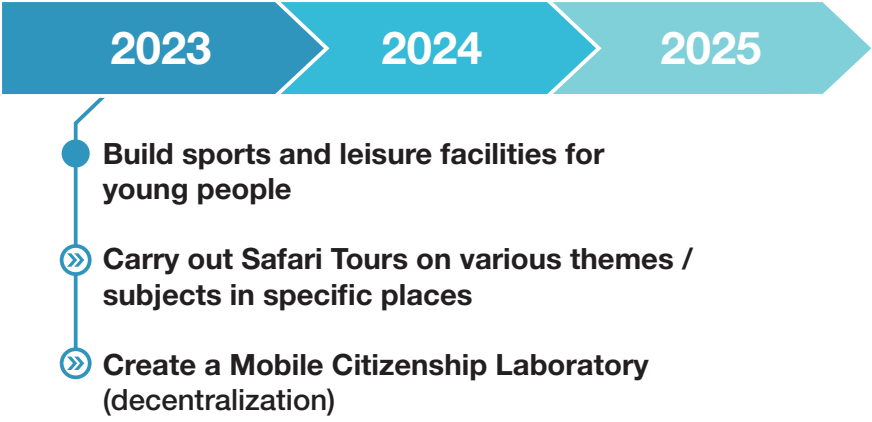 2023 2024 2025
Build sports and leisure facilities for
young people
Carry out Safari Tours on various themes /
subjects in specific places
Create a Mobile Citizenship Laboratory
(decentralization)